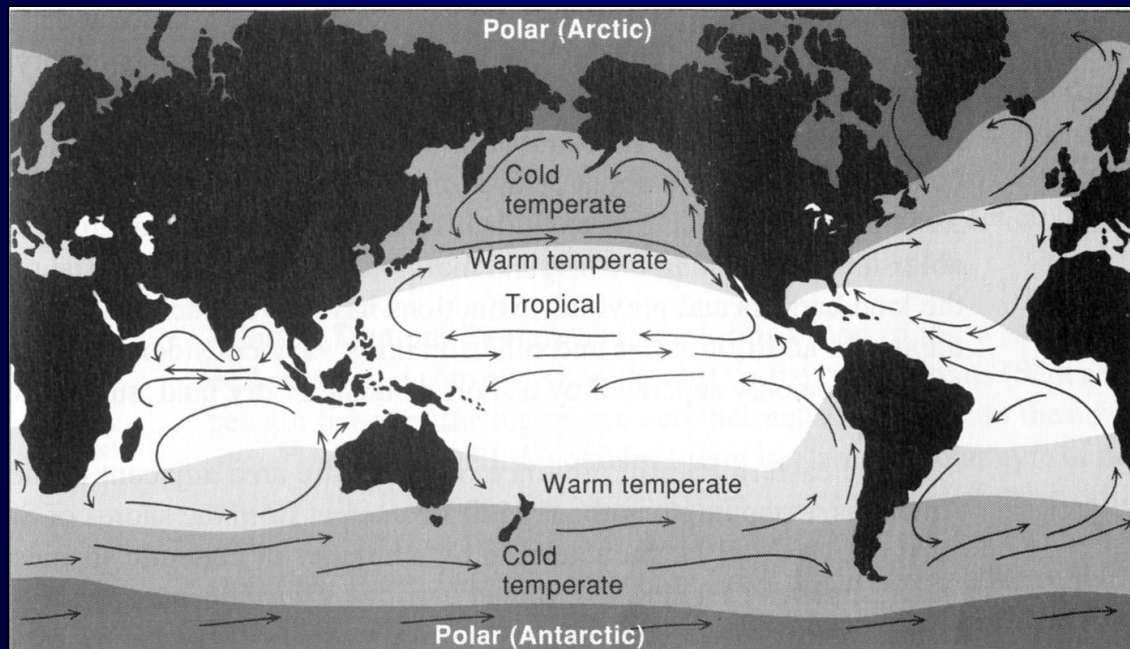 Polar (Arctic)
Cold
temperate
Warm temperate
Tropical
Warm temperate
Cold
temperate
Polar (Antarctic)